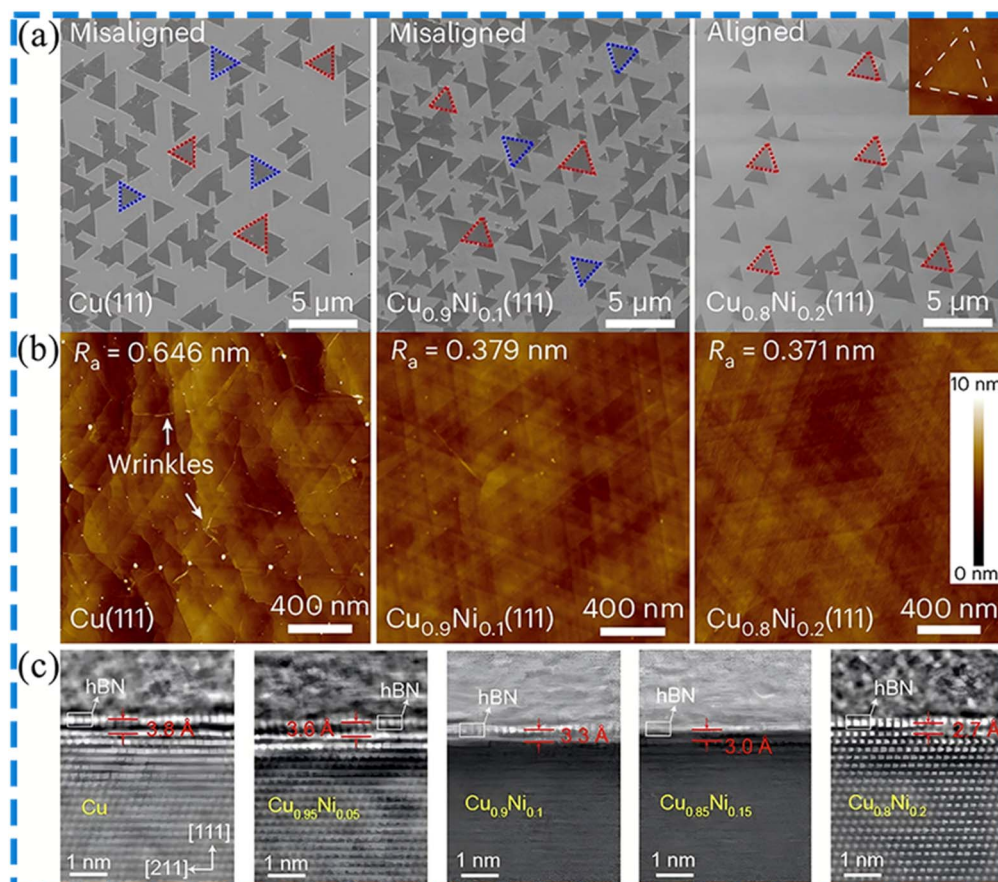 (a)
Misaligned
Misaligned
Aligned
Cu(111)
5 μm
Cu0.9Ni0.1(111)
5 μm
Cu0.8Ni0.2(111)
5 μm
(b)
Ra = 0.646 nm
Ra = 0.379 nm
Ra = 0.371 nm
10 nm
Wrinkles
0 nm
Cu(111)
400 nm
Cu0.9Ni0.1(111)
400 nm
Cu0.8Ni0.2(111)
400 nm
(c)
hBN
hBN
hBN
hBN
hBN
3.8 Å
3.6 Å
3.3 Å
3.0 Å
2.7 Å
Cu
Cu0.95Ni0.05
Cu0.9Ni0.1
Cu0.85Ni0.15
Cu0.8Ni0.2
[111]
[211]
1 nm
1 nm
1 nm
1 nm
1 nm